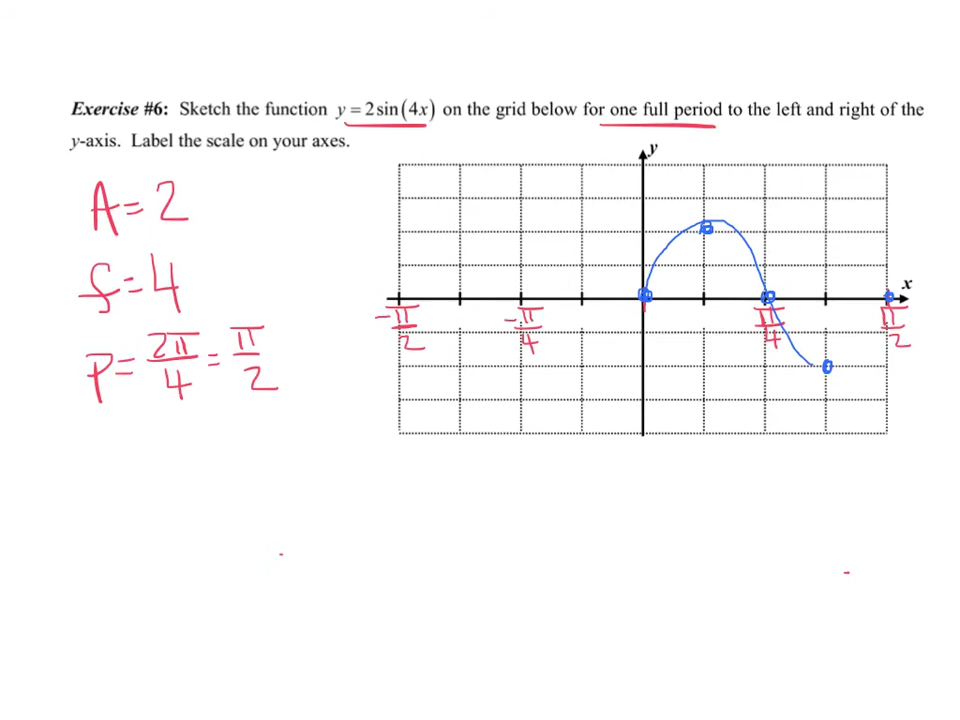 Exercise #6: Sketch the function y = 2sin(4x) on the grid below for one full period to the left and right of the
y-axis. Label the scale on your axes.
y
A=2
f=4
P=2π/4=π/2
x
-π/2 -π/4 π/4 π/2